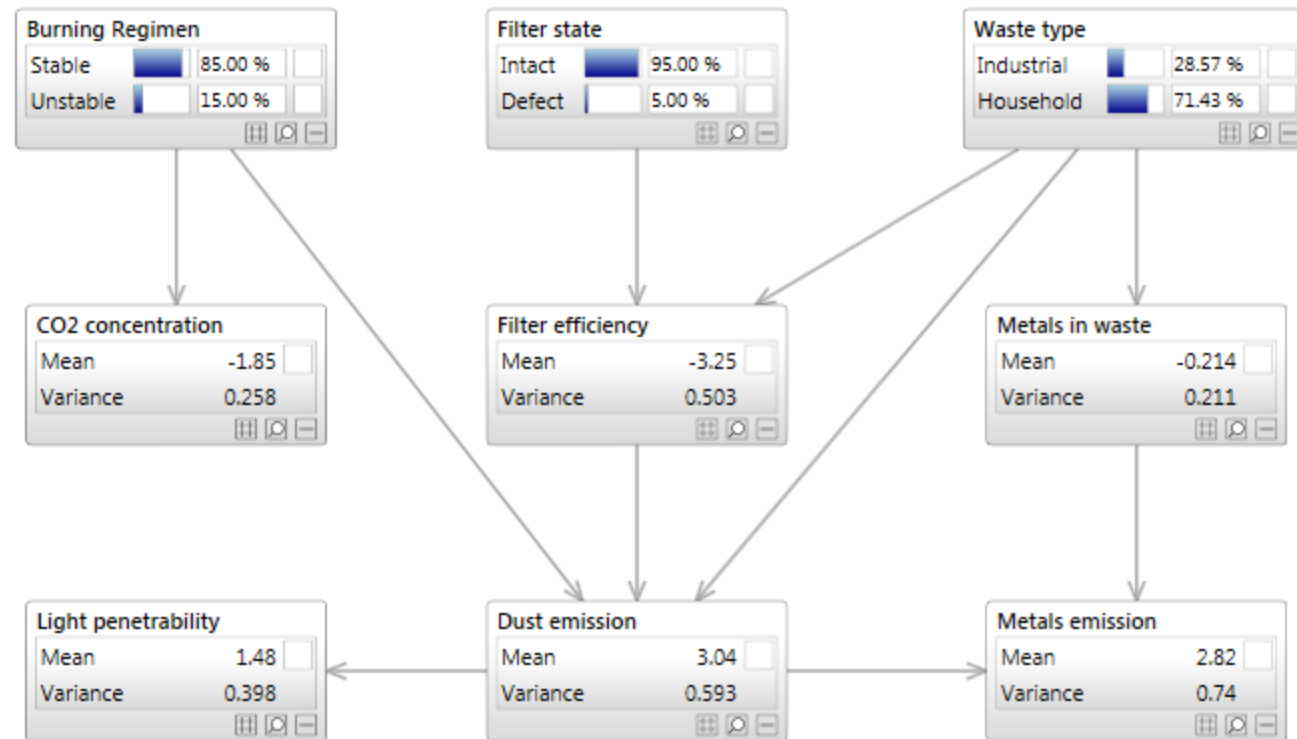 Burning Regimen
Stable 85.00 %
Unstable 15.00 %
Filter state
Intact 95.00 %
Defect 5.00 %
Waste type
Industrial 28.57 %
Household 71.43 %
CO2 concentration
Mean -1.85
Variance 0.258
Filter efficiency
Mean -3.25
Variance 0.503
Metals in waste
Mean -0.214
Variance 0.211
Light penetrability
Mean 1.48
Variance 0.398
Dust emission
Mean 3.04
Variance 0.593
Metals emission
Mean 2.82
Variance 0.74